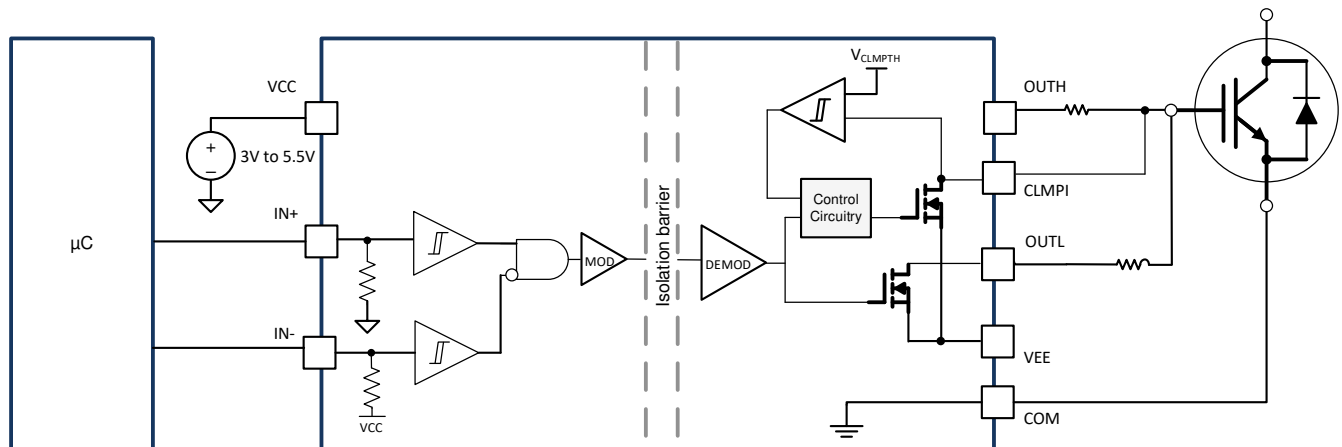 µC
VCC
+
−
3V to 5.5V
IN+
IN-
VCC
MOD
Isolation barrier
DEMOD
VCLMPTH
Control
Circuitry
OUTH
CLMPI
OUTL
VEE
COM